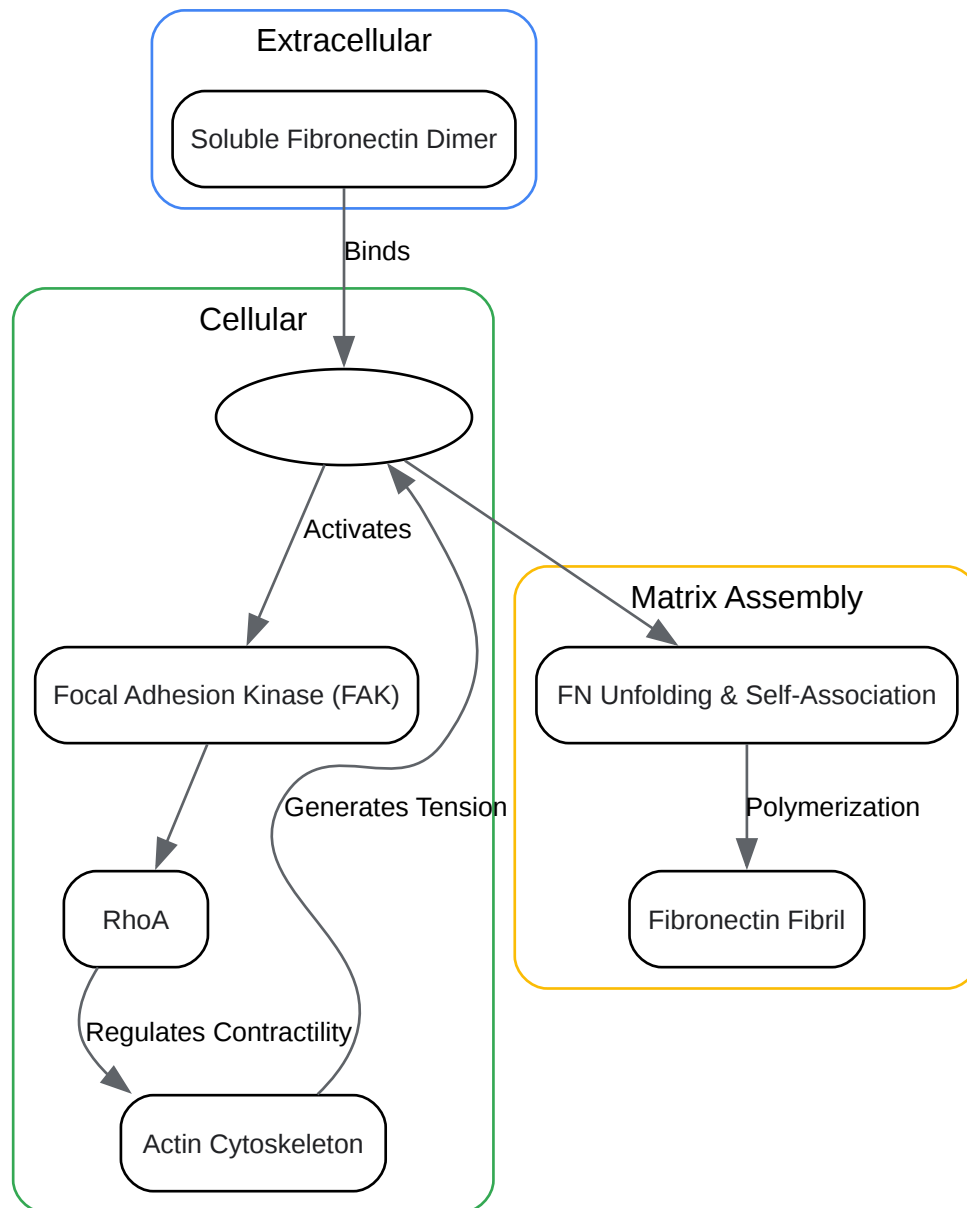 Extracellular
Soluble Fibronectin Dimer
Binds
Cellular
Activates
Matrix Assembly
Focal Adhesion Kinase (FAK)
FN Unfolding & Self-Association
Generates Tension
Polymerization
RhoA
Fibronectin Fibril
Regulates Contractility
Actin Cytoskeleton